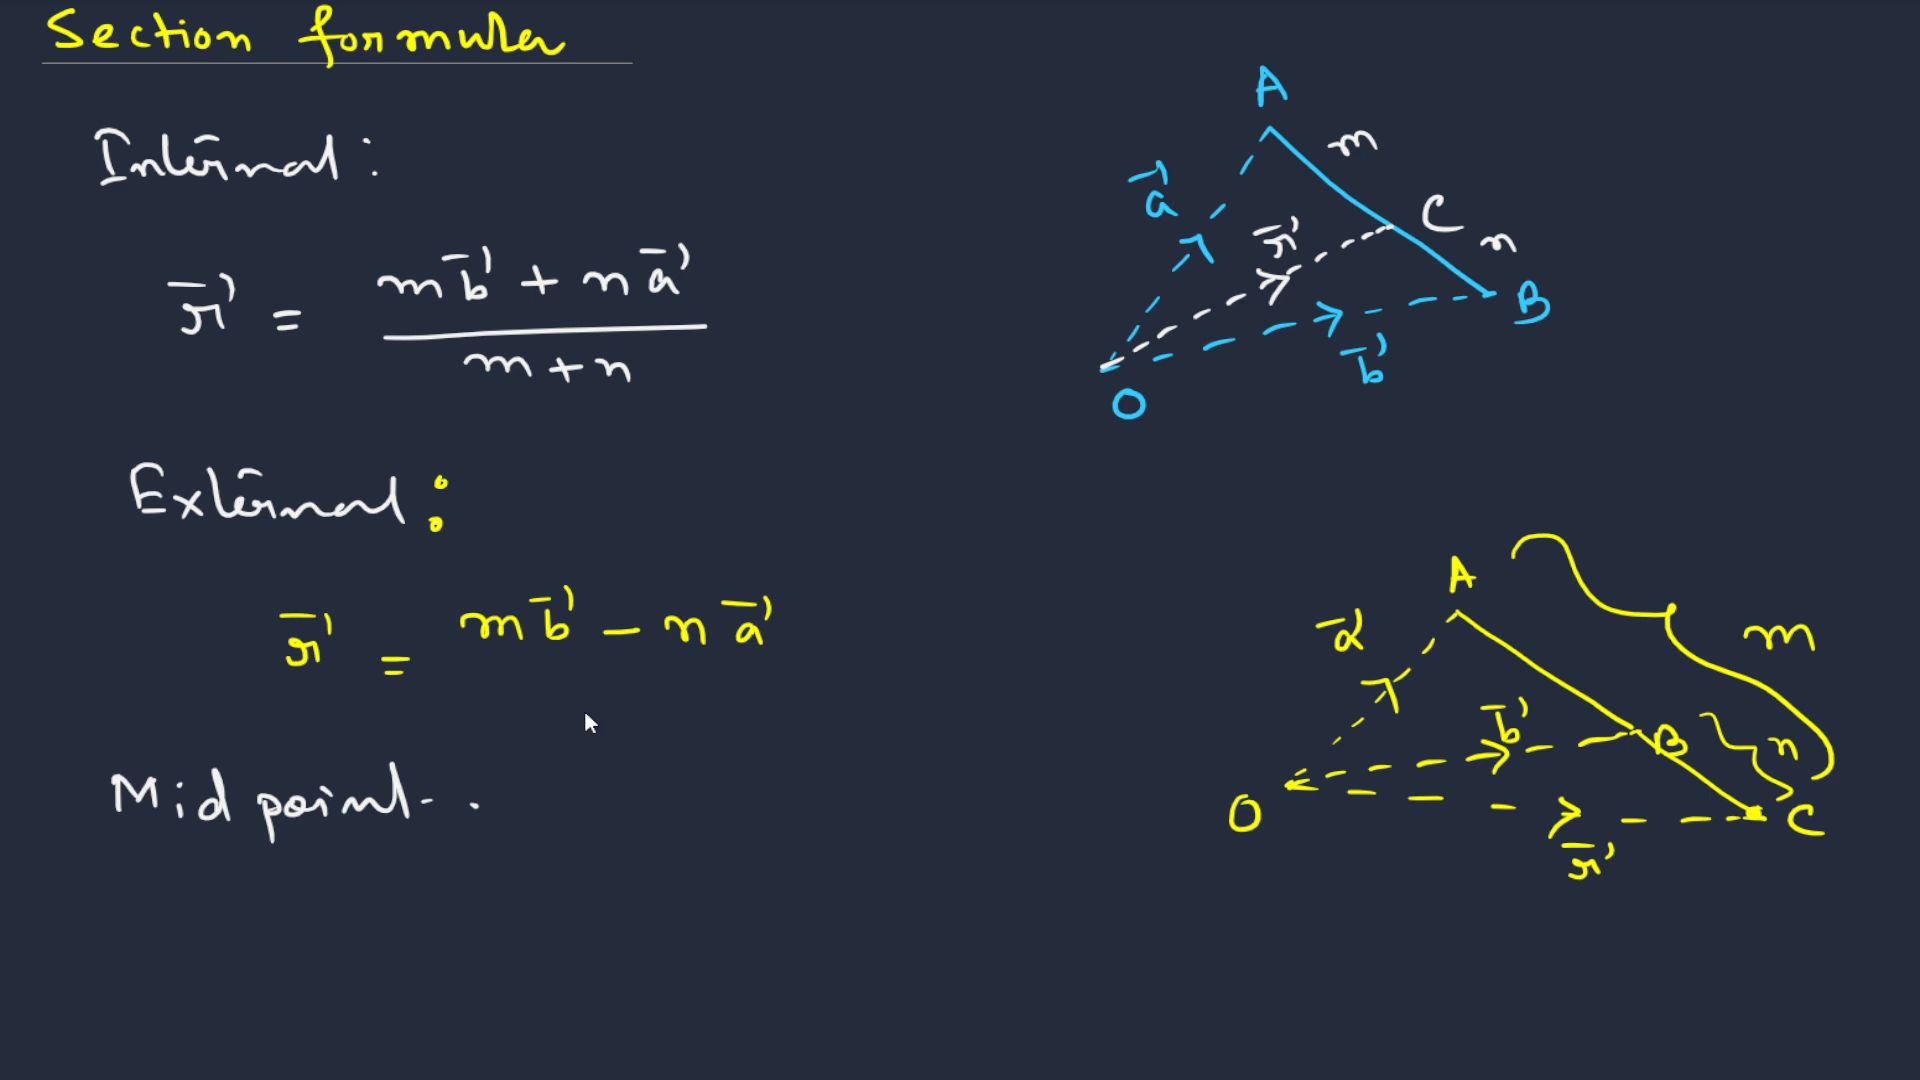 Section formula
Internal:
r⃗ = (m b⃗ + n a⃗) / (m + n)
A
m
a⃗
r⃗
C
n
B
b⃗
O
External:
r⃗ = m b⃗ - n a⃗
A
m
a⃗
b⃗
B
n
O
C
r⃗
Mid point- .